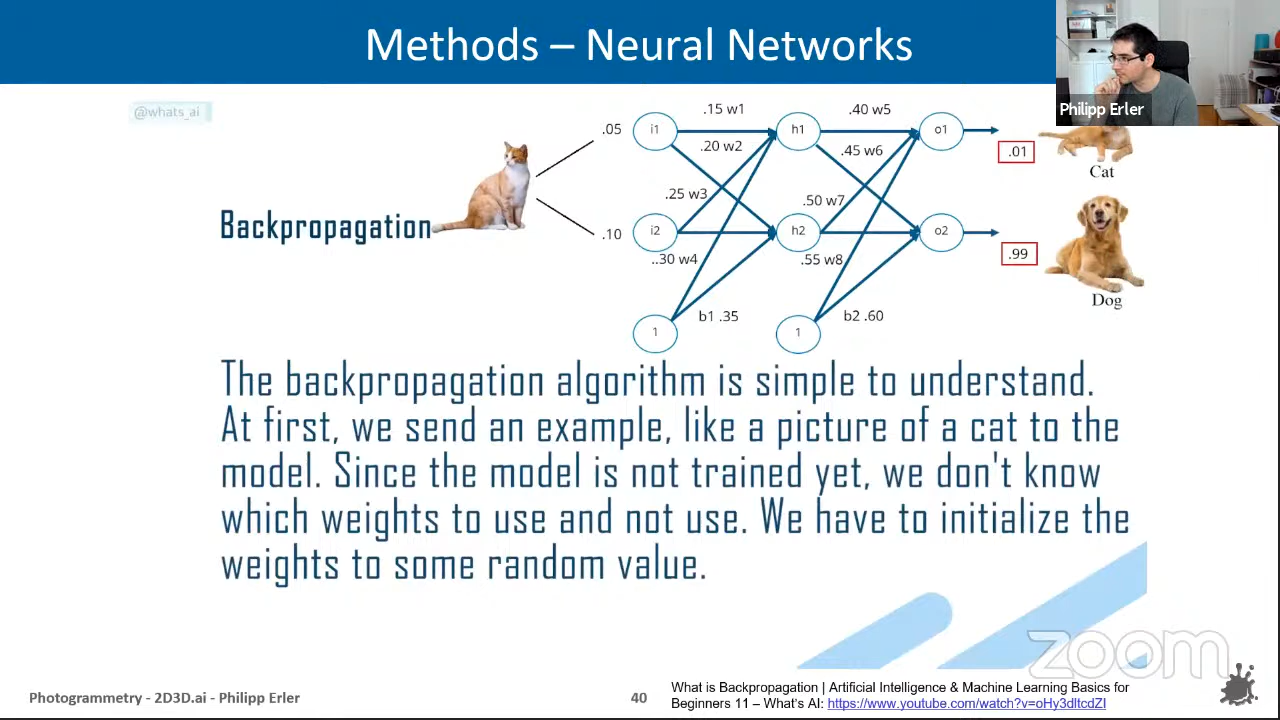 Methods – Neural Networks
Philipp Erler
@whats_ai
Backpropagation
.05
.10
i1
i2
1
.15 w1
.20 w2
.25 w3
..30 w4
b1 .35
h1
h2
1
.40 w5
.45 w6
.50 w7
.55 w8
b2 .60
o1
o2
.01
.99
Cat
Dog
The backpropagation algorithm is simple to understand.
At first, we send an example, like a picture of a cat to the
model. Since the model is not trained yet, we don't know
which weights to use and not use. We have to initialize the
weights to some random value.
zoom
Photogrammetry - 2D3D.ai - Philipp Erler
40
What is Backpropagation | Artificial Intelligence & Machine Learning Basics for
Beginners 11 – What's AI: https://www.youtube.com/watch?v=oHy3dltcdZI